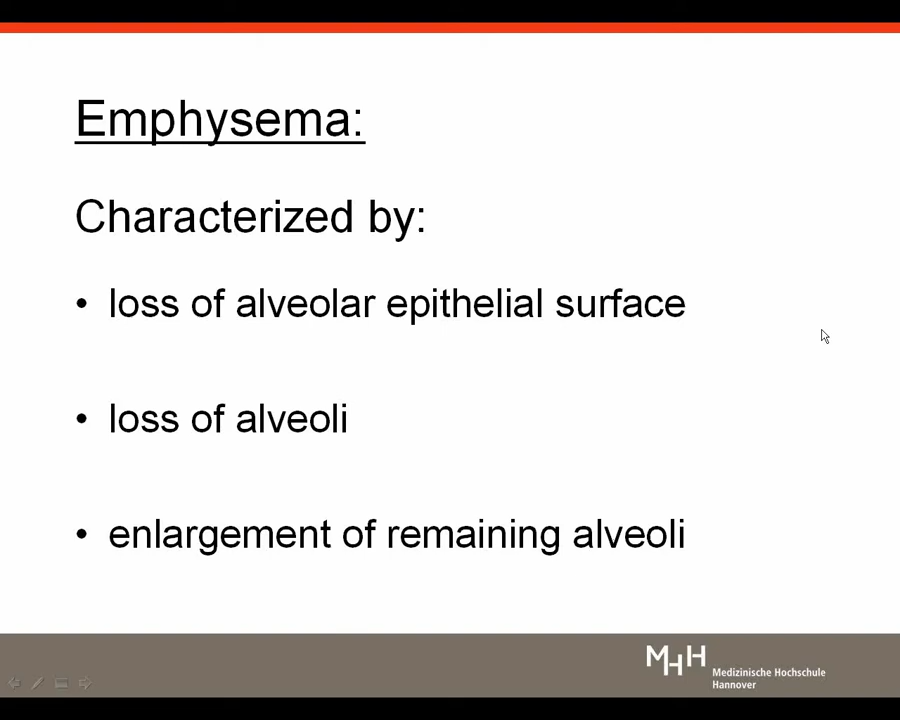 Emphysema:
Characterized by:
• loss of alveolar epithelial surface
• loss of alveoli
• enlargement of remaining alveoli
MHH
Medizinische Hochschule
Hannover